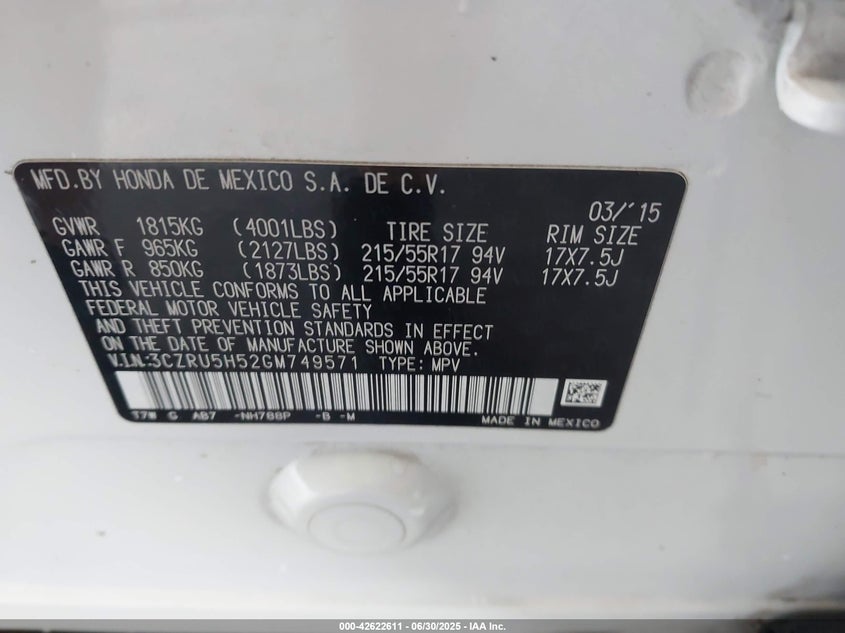 MFD.BY HONDA DE MEXICO S.A. DE C.V.
03/'15
GVWR 1815KG (4001LBS) TIRE SIZE RIM SIZE
GAWR F 965KG (2127LBS) 215/55R17 94V 17X7.5J
GAWR R 850KG (1873LBS) 215/55R17 94V 17X7.5J
THIS VEHICLE CONFORMS TO ALL APPLICABLE
FEDERAL MOTOR VEHICLE SAFETY
AND THEFT PREVENTION STANDARDS IN EFFECT
ON THE DATE OF MANUFACTURE SHOWN ABOVE.
V.I.N.:3CZRU5H52GM749571 TYPE: MPV
T7W G AB7 -NH788P -B -M
MADE IN MEXICO
000-42622611 - 06/30/2025 - IAA Inc.